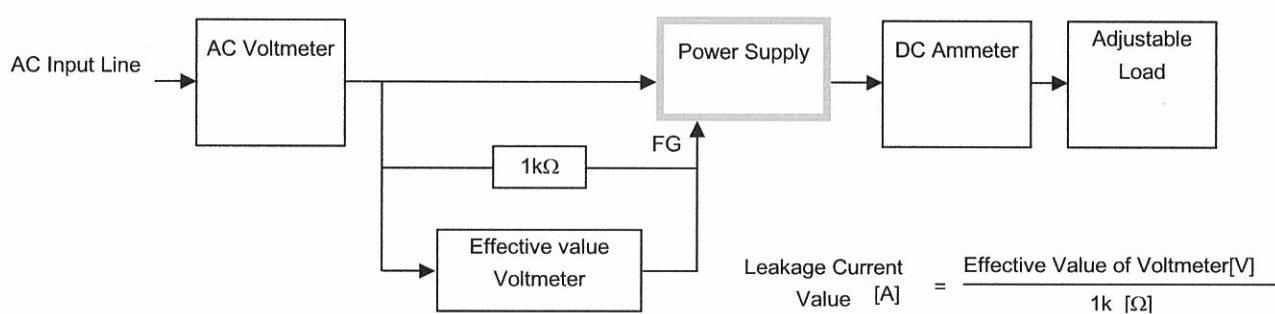 AC Input Line
AC Voltmeter
Power Supply
DC Ammeter
Adjustable
Load
FG
1kΩ
Effective value
Voltmeter
Leakage Current
Value [A]
=
Effective Value of Voltmeter[V]
1k [Ω]